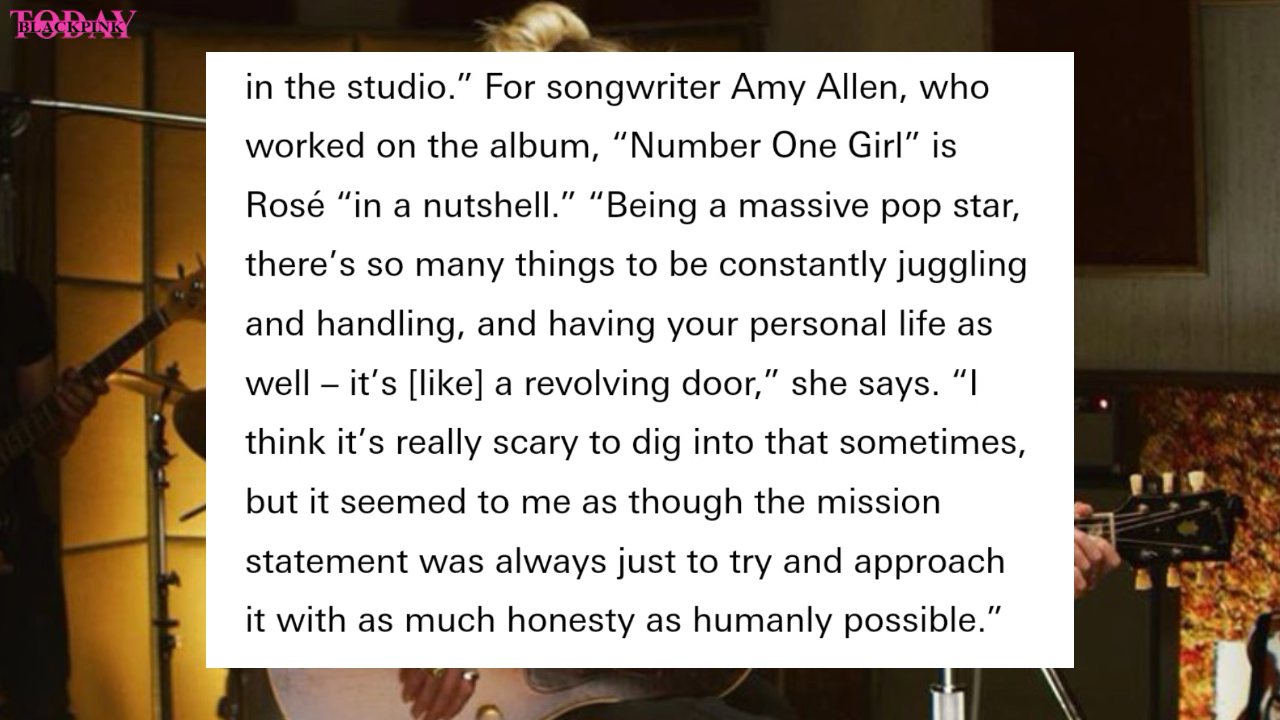 TODAY
BLACKPINK
in the studio.” For songwriter Amy Allen, who
worked on the album, “Number One Girl” is
Rosé “in a nutshell.” “Being a massive pop star,
there’s so many things to be constantly juggling
and handling, and having your personal life as
well – it’s [like] a revolving door,” she says. “I
think it’s really scary to dig into that sometimes,
but it seemed to me as though the mission
statement was always just to try and approach
it with as much honesty as humanly possible.”